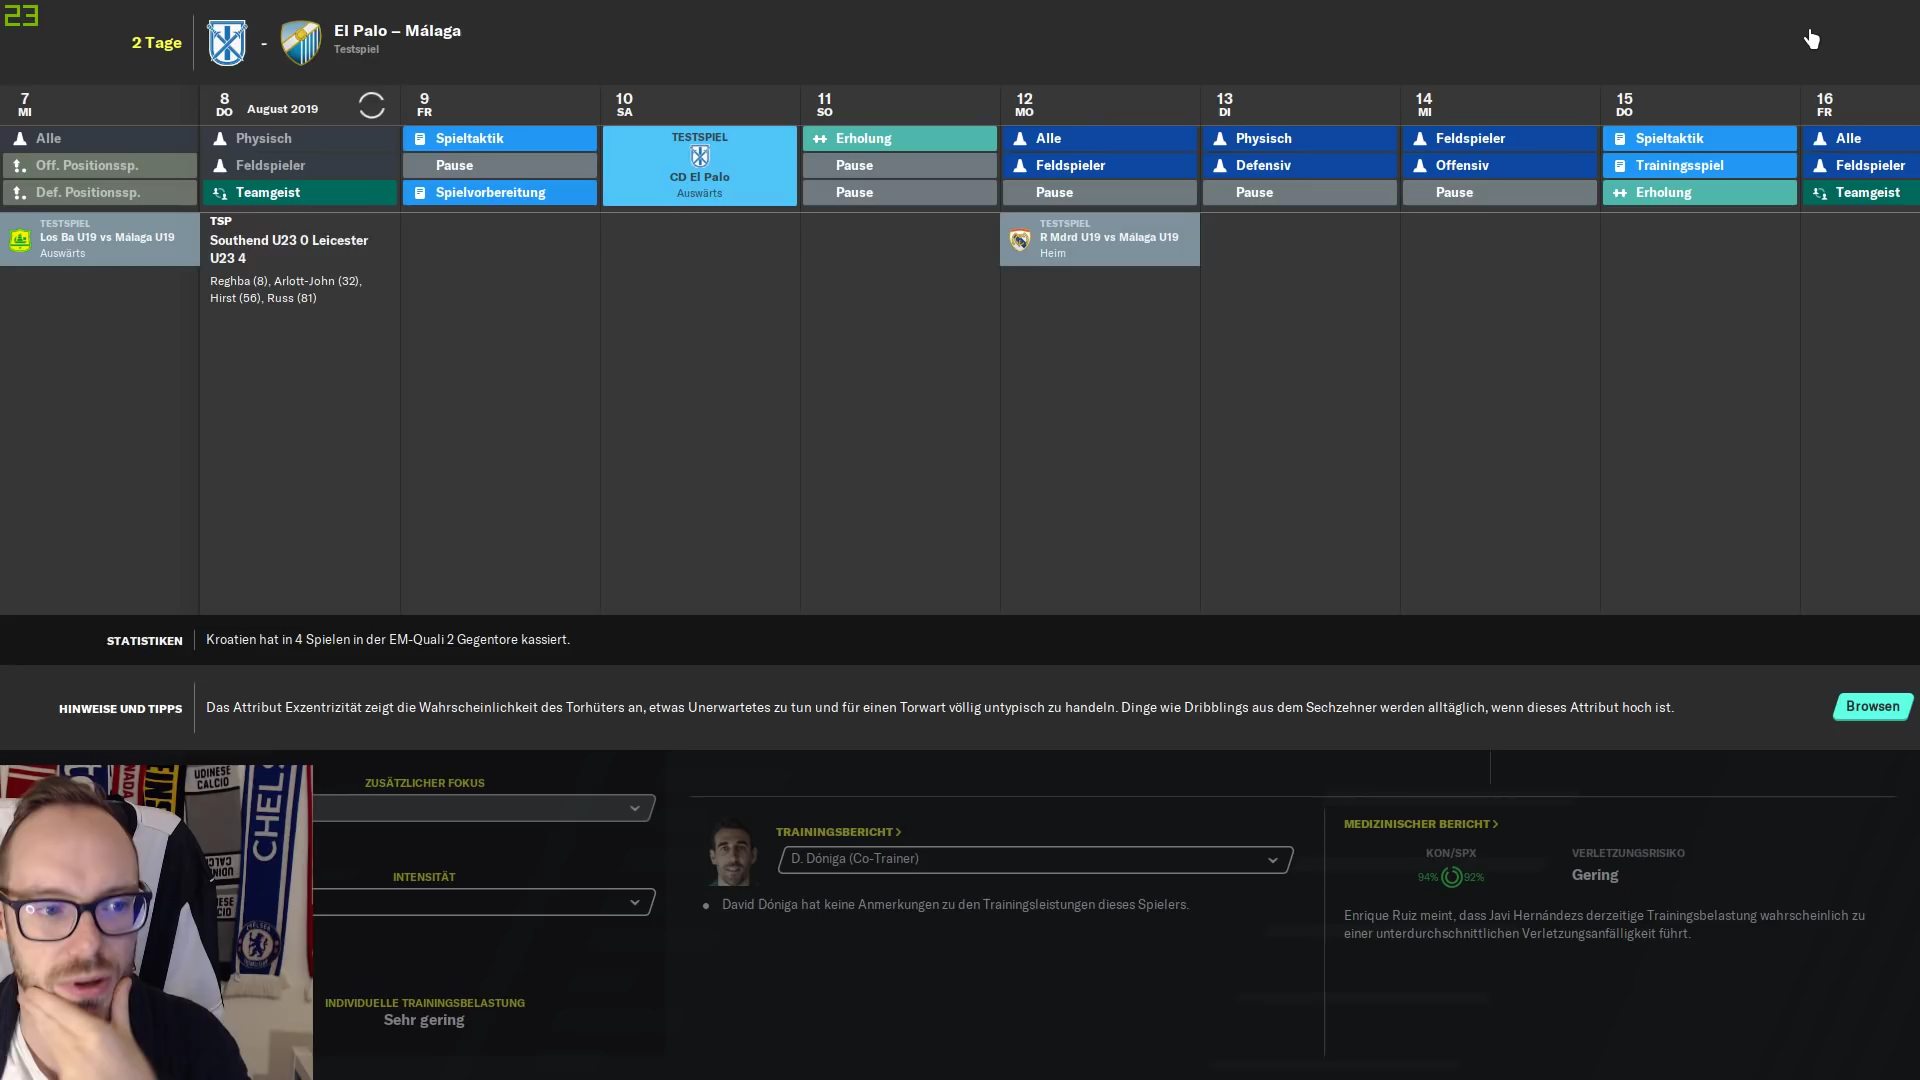 23
2 Tage
-
El Palo – Málaga
Testspiel
7
MI
8
DO
August 2019
9
FR
10
SA
11
SO
12
MO
13
DI
14
MI
15
DO
16
FR
Alle
Off. Positionssp.
Def. Positionssp.
Physisch
Feldspieler
Teamgeist
Spieltaktik
Pause
Spielvorbereitung
TESTSPIEL
CD El Palo
Auswärts
Erholung
Pause
Pause
Alle
Feldspieler
Pause
Physisch
Defensiv
Pause
Feldspieler
Offensiv
Pause
Spieltaktik
Trainingsspiel
Erholung
Alle
Feldspieler
Teamgeist
TESTSPIEL
Los Ba U19 vs Málaga U19
Auswärts
TSP
Southend U23 0 Leicester
U23 4
Reghba (8), Arlott-John (32),
Hirst (56), Russ (81)
TESTSPIEL
R Mdrd U19 vs Málaga U19
Heim
STATISTIKEN
Kroatien hat in 4 Spielen in der EM-Quali 2 Gegentore kassiert.
HINWEISE UND TIPPS
Das Attribut Exzentrizität zeigt die Wahrscheinlichkeit des Torhüters an, etwas Unerwartetes zu tun und für einen Torwart völlig untypisch zu handeln. Dinge wie Dribblings aus dem Sechzehner werden alltäglich, wenn dieses Attribut hoch ist.
Browsen
ZUSÄTZLICHER FOKUS
INTENSITÄT
INDIVIDUELLE TRAININGSBELASTUNG
Sehr gering
TRAININGSBERICHT >
D. Dóniga (Co-Trainer)
David Dóniga hat keine Anmerkungen zu den Trainingsleistungen dieses Spielers.
MEDIZINISCHER BERICHT >
KON/SPX
94% 92%
VERLETZUNGSRISIKO
Gering
Enrique Ruiz meint, dass Javi Hernándezs derzeitige Trainingsbelastung wahrscheinlich zu
einer unterdurchschnittlichen Verletzungsanfälligkeit führt.
UDINESE
CALCIO
CHELS